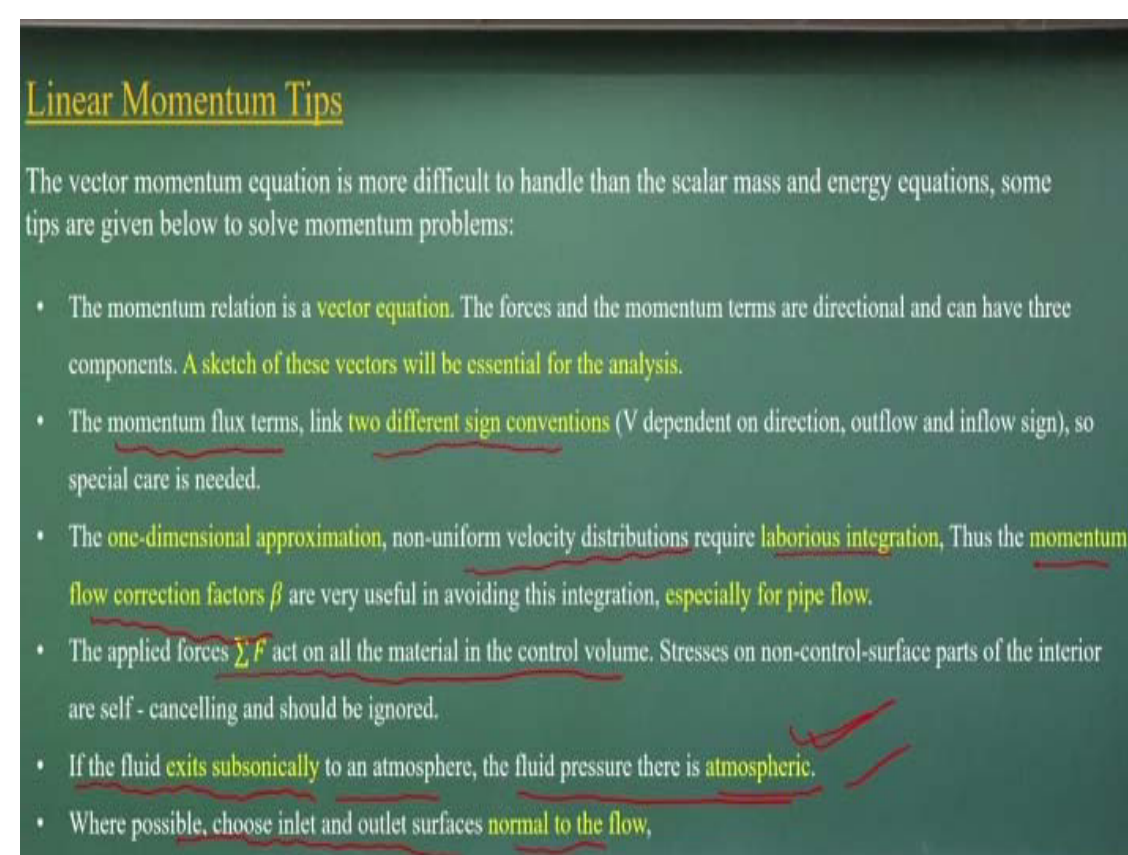 Linear Momentum Tips
The vector momentum equation is more difficult to handle than the scalar mass and energy equations, some
tips are given below to solve momentum problems:
• The momentum relation is a vector equation. The forces and the momentum terms are directional and can have three
components. A sketch of these vectors will be essential for the analysis.
• The momentum flux terms, link two different sign conventions (V dependent on direction, outflow and inflow sign), so
special care is needed.
• The one-dimensional approximation, non-uniform velocity distributions require laborious integration, Thus the momentum
flow correction factors β are very useful in avoiding this integration, especially for pipe flow.
• The applied forces ∑ F act on all the material in the control volume. Stresses on non-control-surface parts of the interior
are self - cancelling and should be ignored.
• If the fluid exits subsonically to an atmosphere, the fluid pressure there is atmospheric.
• Where possible, choose inlet and outlet surfaces normal to the flow,